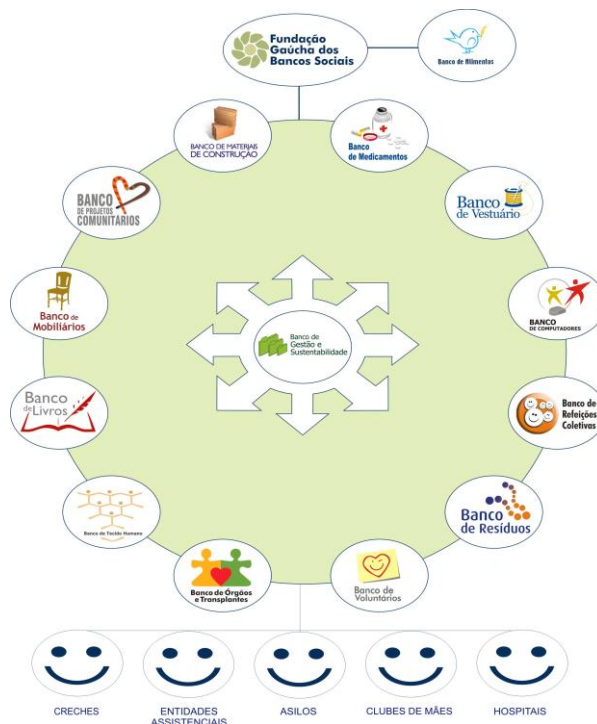 Fundação
Gaúcha dos
Bancos Sociais
Banco de Alimentos
BANCO DE MATERIAIS
DE CONSTRUÇÃO
Banco
de Medicamentos
BANCO
DE PROJETOS
COMUNITÁRIOS
Banco
de Vestuário
Banco de
Mobiliários
BANCO
DE COMPUTADORES
Banco de
Gestão e
Sustentabilidade
Banco
de Livros
Banco de
Refeições
Coletivas
Banco de Tecido Humano
Banco
de Resíduos
Banco de Órgãos
e Transplantes
Banco de
Voluntários
CRECHES
ENTIDADES
ASSISTENCIAIS
ASILOS
CLUBES DE MÃES
HOSPITAIS